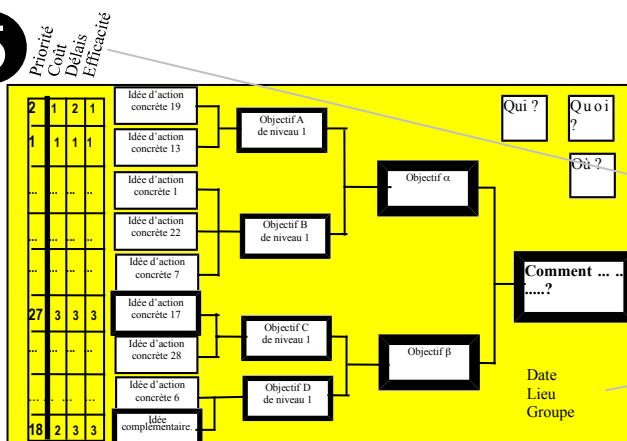 5
Priorité
Coût
Délais
Efficacité
2 1 2 1
Idée d'action
concrète 19
1 1 1 1
Idée d'action
concrète 13
... ... ... ..
Idée d'action
concrète 1
... ... ... ..
Idée d'action
concrète 22
... ... ... ..
Idée d'action
concrète 7
27 3 3 3
Idée d'action
concrète 17
... ... ... ..
Idée d'action
concrète 28
... ... ... ..
Idée d'action
concrète 6
18 2 3 3
Idée
complémentaire.
Objectif A
de niveau 1
Objectif B
de niveau 1
Objectif C
de niveau 1
Objectif D
de niveau 1
Objectif α
Objectif β
Qui ?
Quoi
?
Où ?
Comment ... ..
.....?
Date
Lieu
Groupe